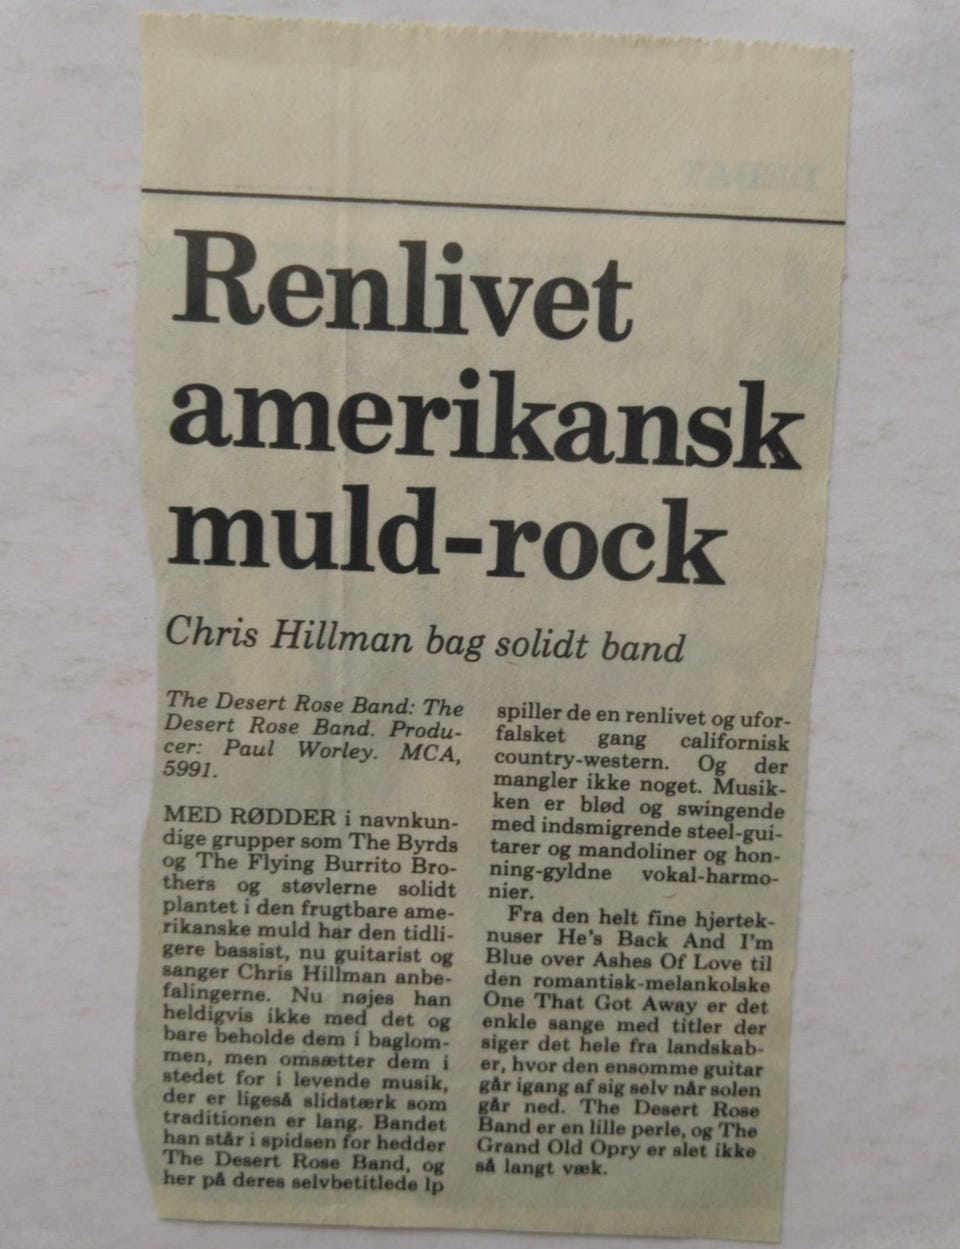 DEBAT
Renlivet
amerikansk
muld-rock
Chris Hillman bag solidt band
The Desert Rose Band: The
Desert Rose Band. Produ-
cer: Paul Worley. MCA,
5991.
MED RØDDER i navnkun-
dige grupper som The Byrds
og The Flying Burrito Bro-
thers og støvlerne solidt
plantet i den frugtbare ame-
rikanske muld har den tidli-
gere bassist, nu guitarist og
sanger Chris Hillman anbe-
falingerne. Nu nøjes han
heldigvis ikke med det og
bare beholde dem i baglom-
men, men omsætter dem i
stedet for i levende musik,
der er ligeså slidstærk som
traditionen er lang. Bandet
han står i spidsen for hedder
The Desert Rose Band, og
her på deres selvbetitlede lp
spiller de en renlivet og ufor-
falsket gang californisk
country-western. Og der
mangler ikke noget. Musik-
ken er blød og swingende
med indsmigrende steel-gui-
tarer og mandoliner og hon-
ning-gyldne vokal-harmo-
nier.
Fra den helt fine hjertek-
nuser He's Back And I'm
Blue over Ashes Of Love til
den romantisk-melankolske
One That Got Away er det
enkle sange med titler der
siger det hele fra landskab-
er, hvor den ensomme guitar
går igang af sig selv når solen
går ned. The Desert Rose
Band er en lille perle, og The
Grand Old Opry er slet ikke
så langt væk.